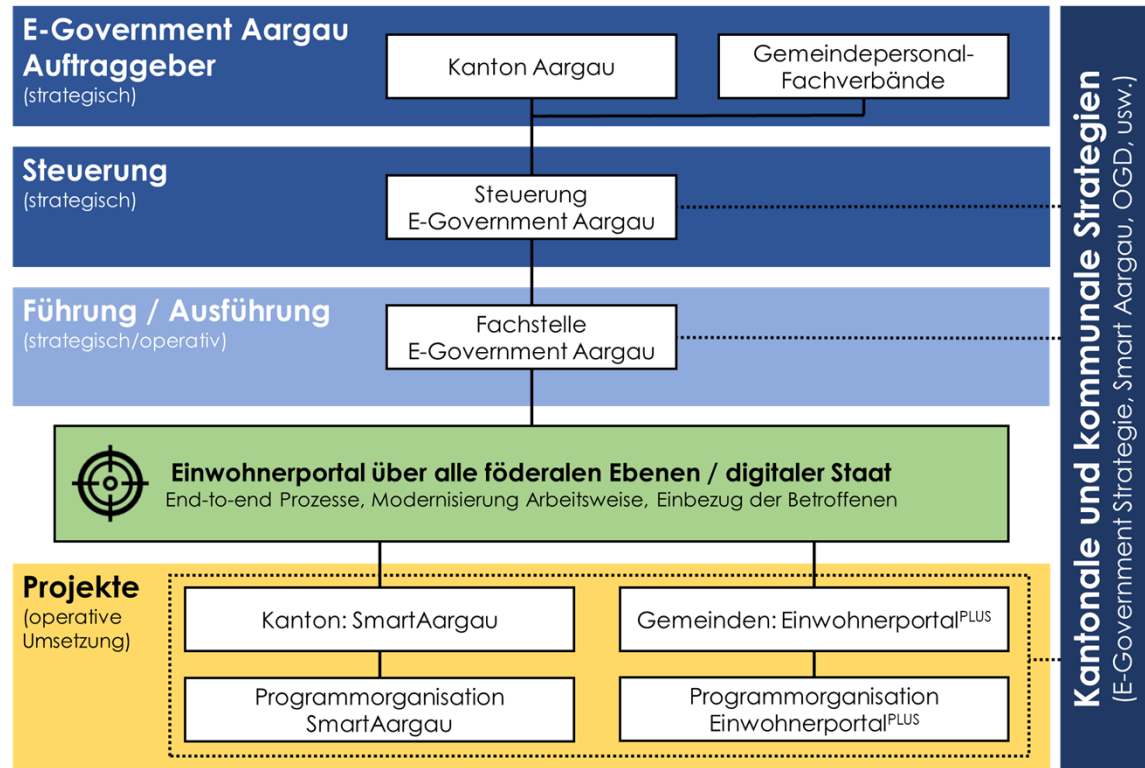 E-Government Aargau
Auftraggeber
(strategisch)
Kanton Aargau
Gemeindepersonal-
Fachverbände
Steuerung
(strategisch)
Steuerung
E-Government Aargau
Führung / Ausführung
(strategisch/operativ)
Fachstelle
E-Government Aargau
Einwohnerportal über alle föderalen Ebenen / digitaler Staat
End-to-end Prozesse, Modernisierung Arbeitsweise, Einbezug der Betroffenen
Projekte
(operative
Umsetzung)
Kanton: SmartAargau
Gemeinden: EinwohnerportalPLUS
Programmorganisation
SmartAargau
Programmorganisation
EinwohnerportalPLUS
Kantonale und kommunale Strategien
(E-Government Strategie, Smart Aargau, OGD, usw.)